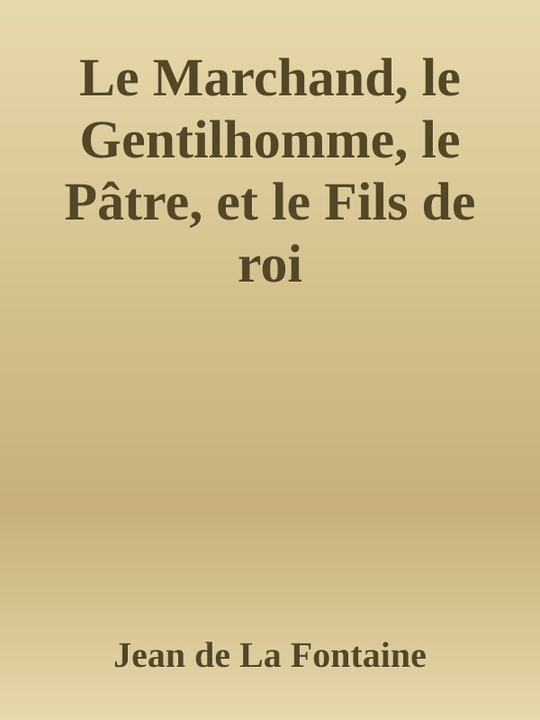 Le Marchand, le
Gentilhomme, le
Pâtre, et le Fils de
roi
Jean de La Fontaine